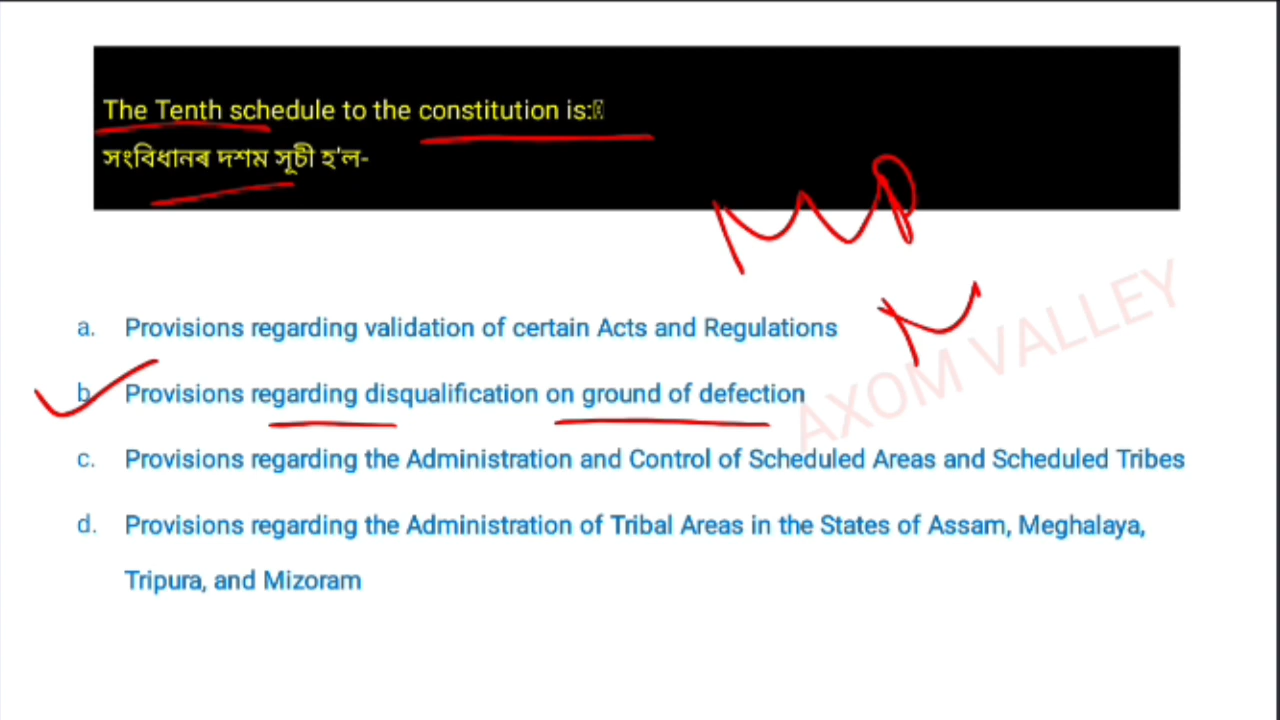 The Tenth schedule to the constitution is:
সংবিধানৰ দশম সূচী হ'ল-
a. Provisions regarding validation of certain Acts and Regulations
b. Provisions regarding disqualification on ground of defection
c. Provisions regarding the Administration and Control of Scheduled Areas and Scheduled Tribes
d. Provisions regarding the Administration of Tribal Areas in the States of Assam, Meghalaya,
Tripura, and Mizoram
AXOM VALLEY